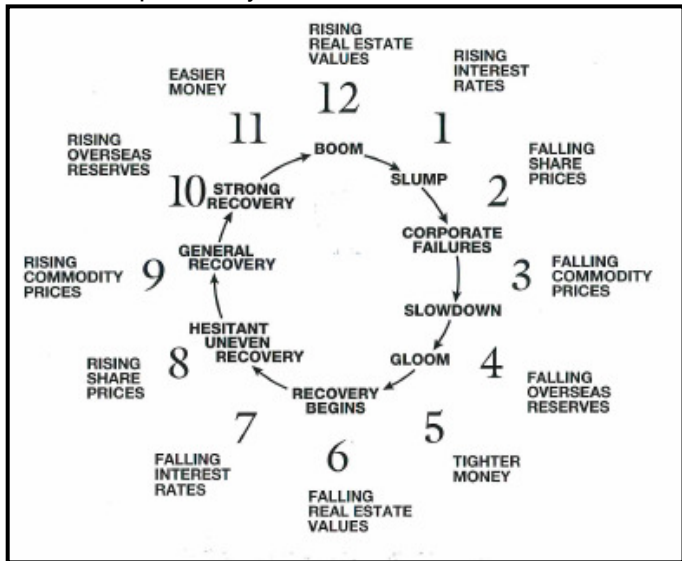 RISING
REAL ESTATE
VALUES
12
RISING
INTEREST
RATES
1
FALLING
SHARE
PRICES
2
FALLING
COMMODITY
PRICES
3
FALLING
OVERSEAS
RESERVES
4
TIGHTER
MONEY
5
FALLING
REAL ESTATE
VALUES
6
FALLING
INTEREST
RATES
7
RISING
SHARE
PRICES
8
RISING
COMMODITY
PRICES
9
RISING
OVERSEAS
RESERVES
10
EASIER
MONEY
11
BOOM
SLUMP
CORPORATE
FAILURES
SLOWDOWN
GLOOM
RECOVERY
BEGINS
HESITANT
UNEVEN
RECOVERY
GENERAL
RECOVERY
STRONG
RECOVERY